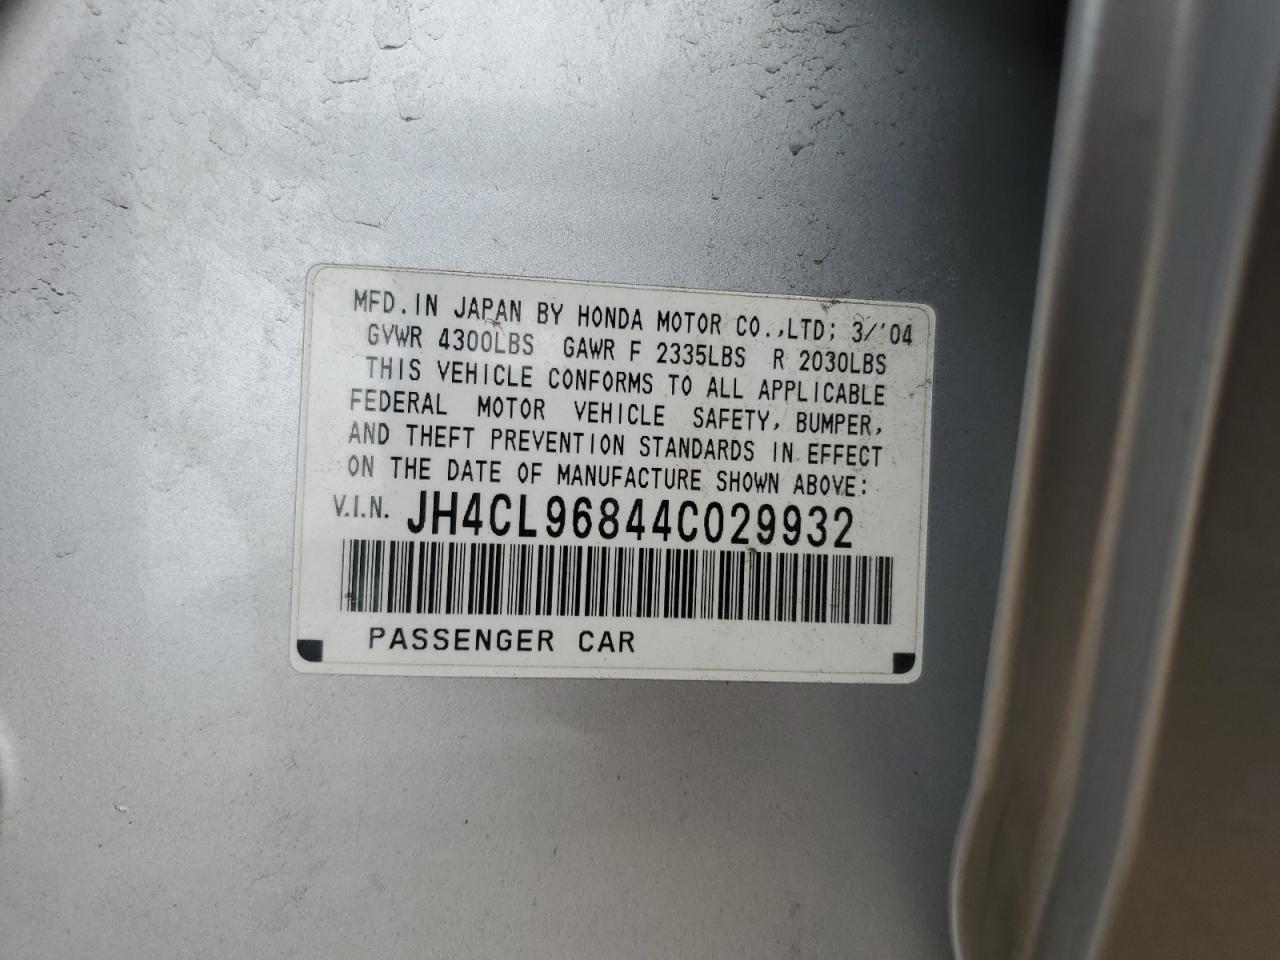 MFD. IN JAPAN BY HONDA MOTOR CO.,LTD; 3/'04
GVWR 4300LBS GAWR F 2335LBS R 2030LBS
THIS VEHICLE CONFORMS TO ALL APPLICABLE
FEDERAL MOTOR VEHICLE SAFETY, BUMPER,
AND THEFT PREVENTION STANDARDS IN EFFECT
ON THE DATE OF MANUFACTURE SHOWN ABOVE:
V.I.N. JH4CL96844C029932
PASSENGER CAR